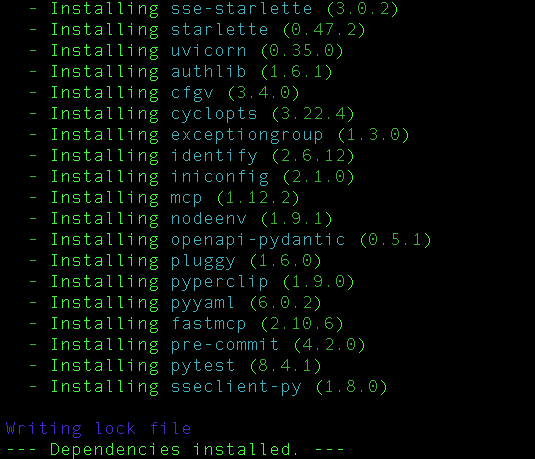 - Installing sse-starlette (3.0.2)
- Installing starlette (0.47.2)
- Installing uvicorn (0.35.0)
- Installing authlib (1.6.1)
- Installing cfgv (3.4.0)
- Installing cyclopts (3.22.4)
- Installing exceptiongroup (1.3.0)
- Installing identify (2.6.12)
- Installing iniconfig (2.1.0)
- Installing mcp (1.12.2)
- Installing nodeenv (1.9.1)
- Installing openapi-pydantic (0.5.1)
- Installing pluggy (1.6.0)
- Installing pyperclip (1.9.0)
- Installing pyyaml (6.0.2)
- Installing fastmcp (2.10.6)
- Installing pre-commit (4.2.0)
- Installing pytest (8.4.1)
- Installing sseclient-py (1.8.0)
Writing lock file
--- Dependencies installed. ---